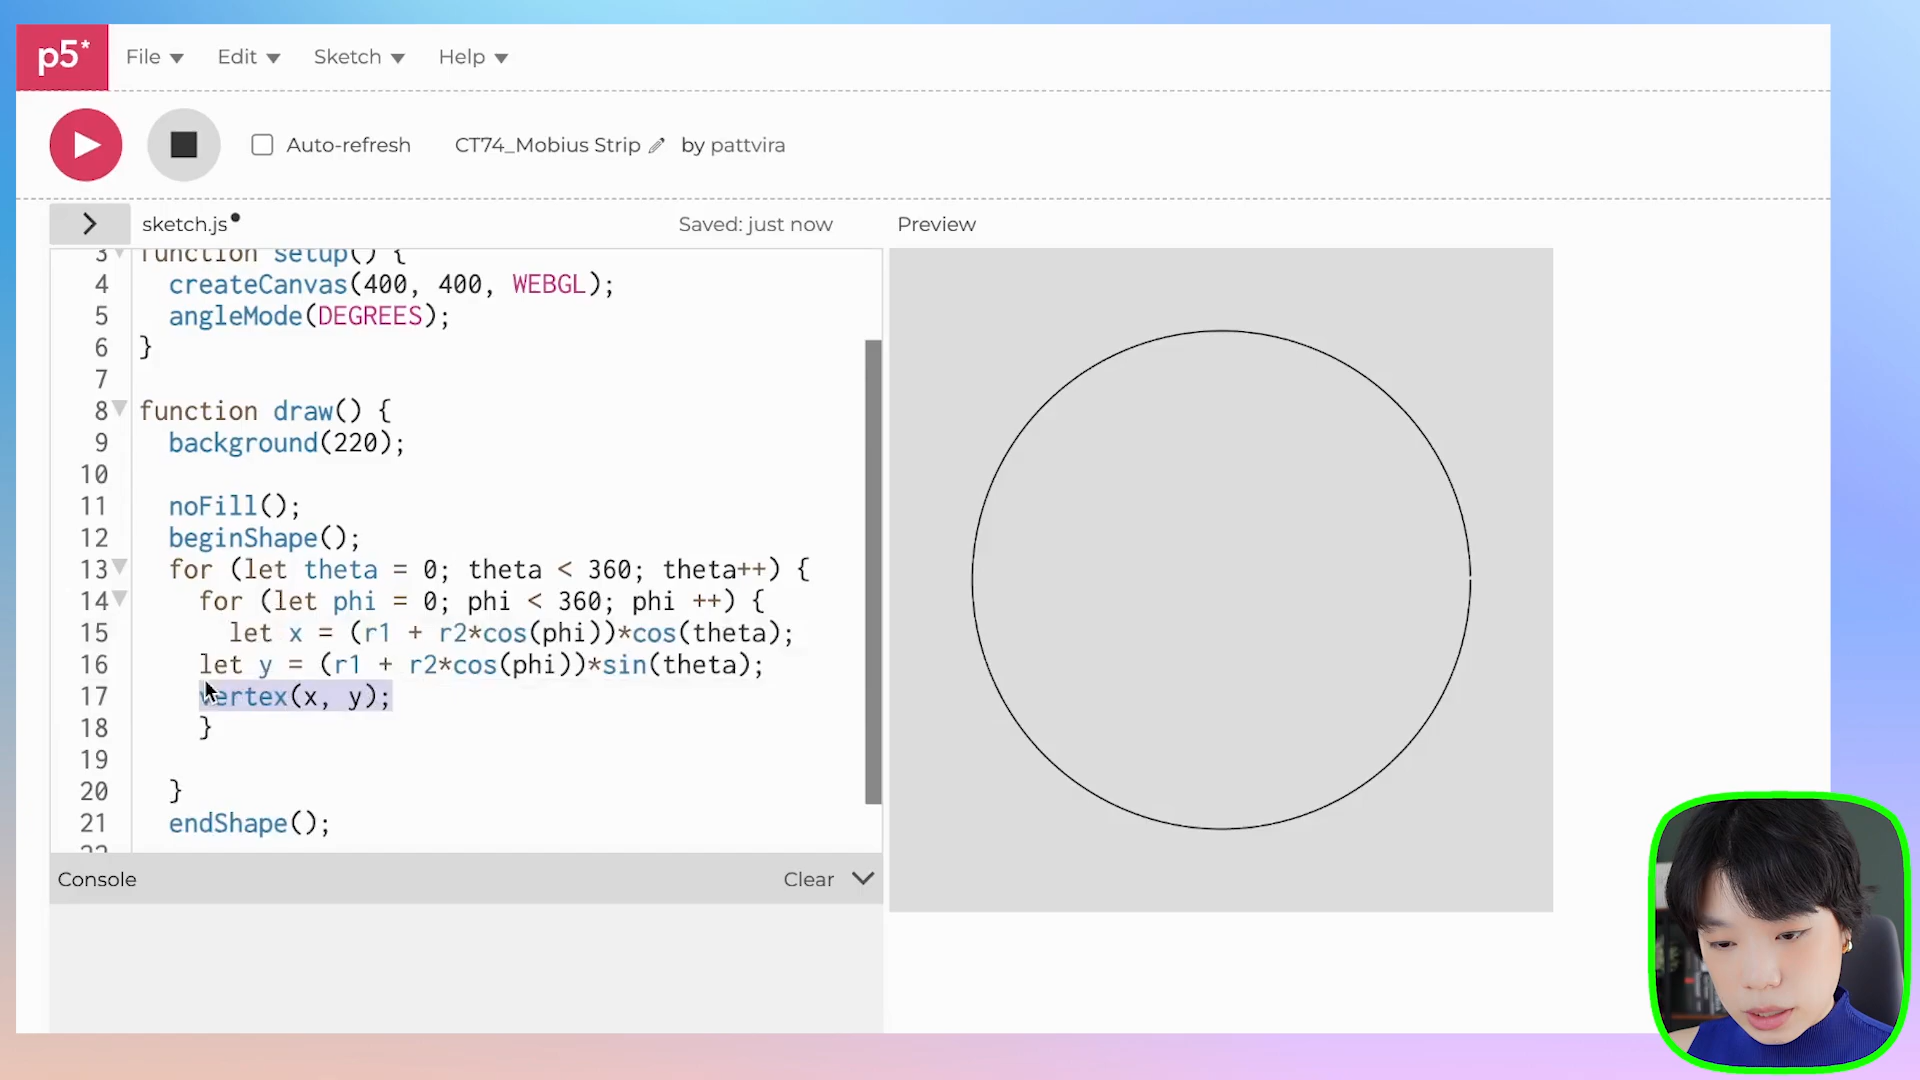 p5*
File Edit Sketch Help
Auto-refresh CT74_Mobius Strip by pattvira
sketch.js Saved: just now Preview
3 function setup() {
4 createCanvas(400, 400, WEBGL);
5 angleMode(DEGREES);
6 }
7
8 function draw() {
9 background(220);
10
11 noFill();
12 beginShape();
13 for (let theta = 0; theta < 360; theta++) {
14 for (let phi = 0; phi < 360; phi ++) {
15 let x = (r1 + r2*cos(phi))*cos(theta);
16 let y = (r1 + r2*cos(phi))*sin(theta);
17 vertex(x, y);
18 }
19
20 }
21 endShape();
Console Clear